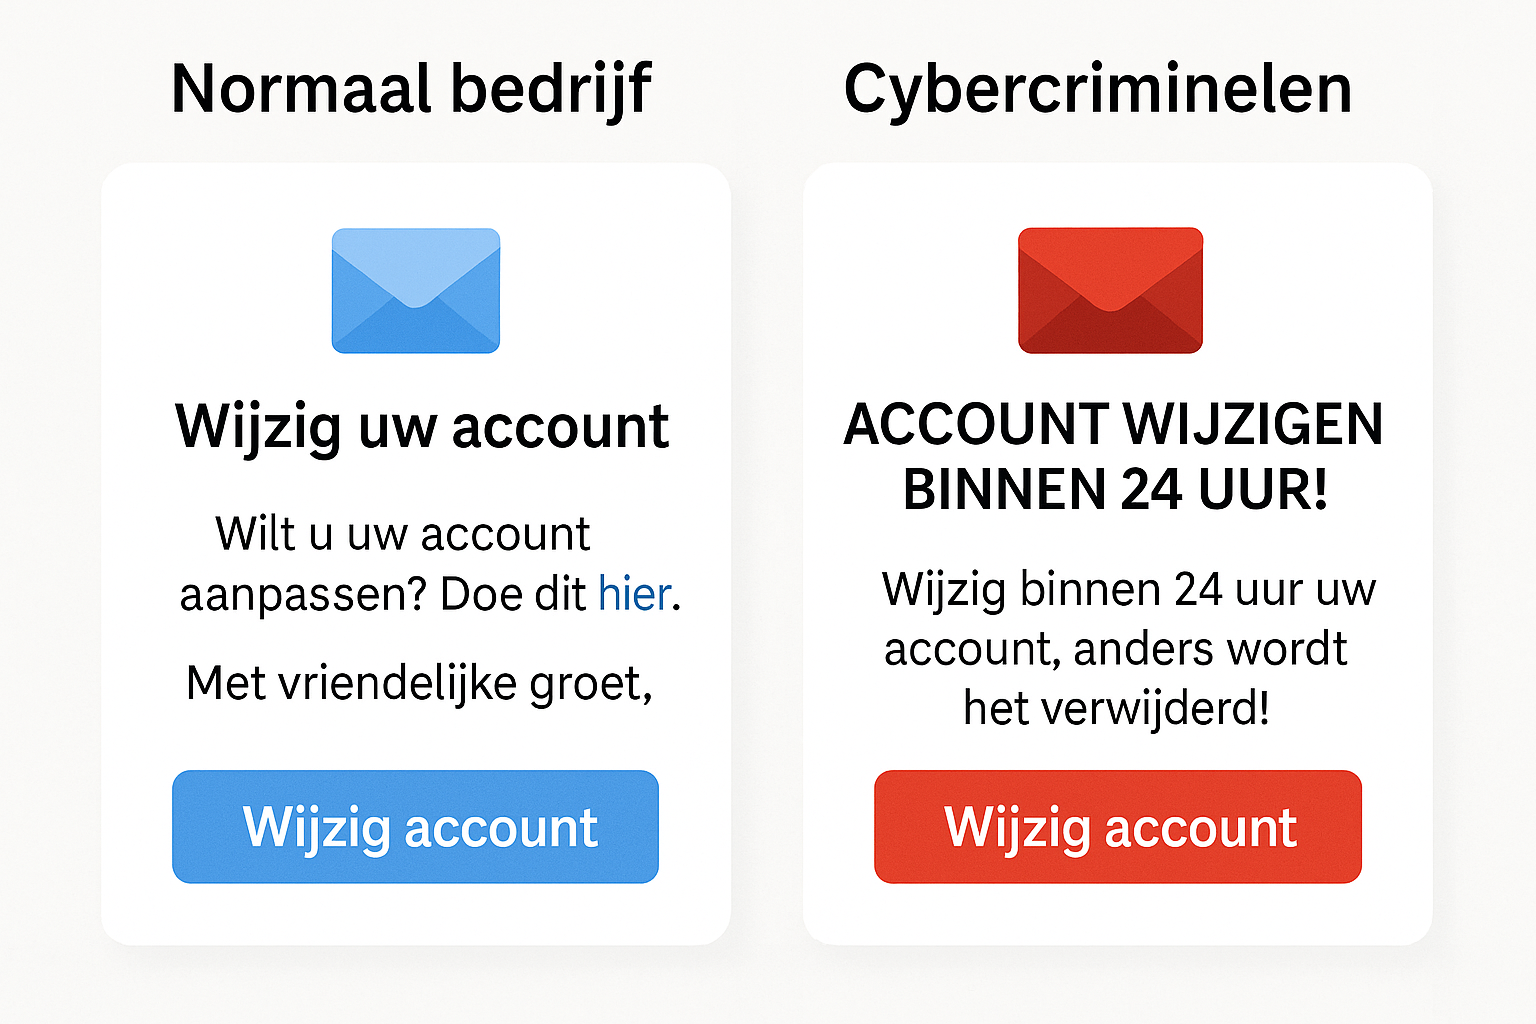 Normaal bedrijf
Wijzig uw account
Wilt u uw account
aanpassen? Doe dit hier.
Met vriendelijke groet,
Wijzig account
Cybercriminelen
ACCOUNT WIJZIGEN
BINNEN 24 UUR!
Wijzig binnen 24 uur uw
account, anders wordt
het verwijderd!
Wijzig account